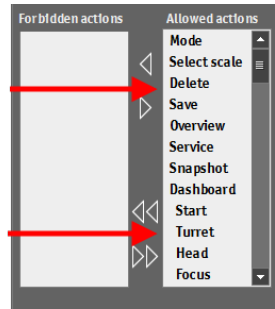 Forbidden actions
Allowed actions
Mode
Select scale
Delete
Save
Overview
Service
Snapshot
Dashboard
Start
Turret
Head
Focus